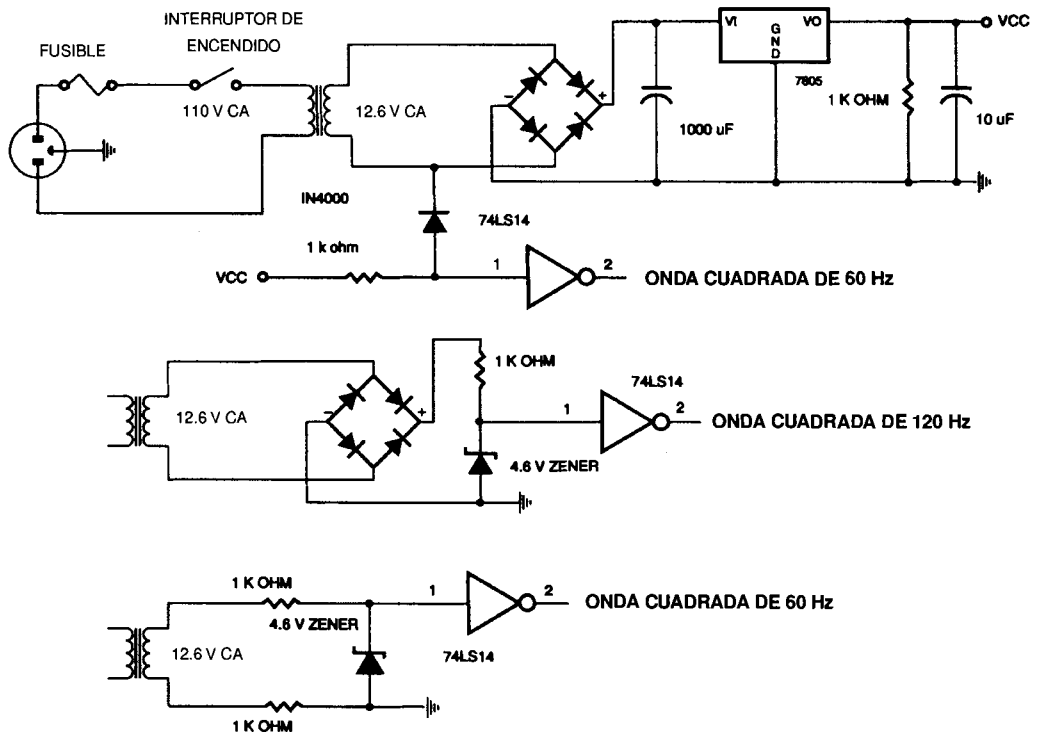 INTERRUPTOR DE
ENCENDIDO
FUSIBLE
110 V CA
12.6 V CA
- +
1000 uF
VI
GND
VO
7805
1 K OHM
10 uF
VCC
IN4000
1 k ohm
VCC
74LS14
1
2
ONDA CUADRADA DE 60 Hz
12.6 V CA
- +
1 K OHM
4.6 V ZENER
74LS14
1
2
ONDA CUADRADA DE 120 Hz
12.6 V CA
1 K OHM
4.6 V ZENER
1 K OHM
74LS14
1
2
ONDA CUADRADA DE 60 Hz